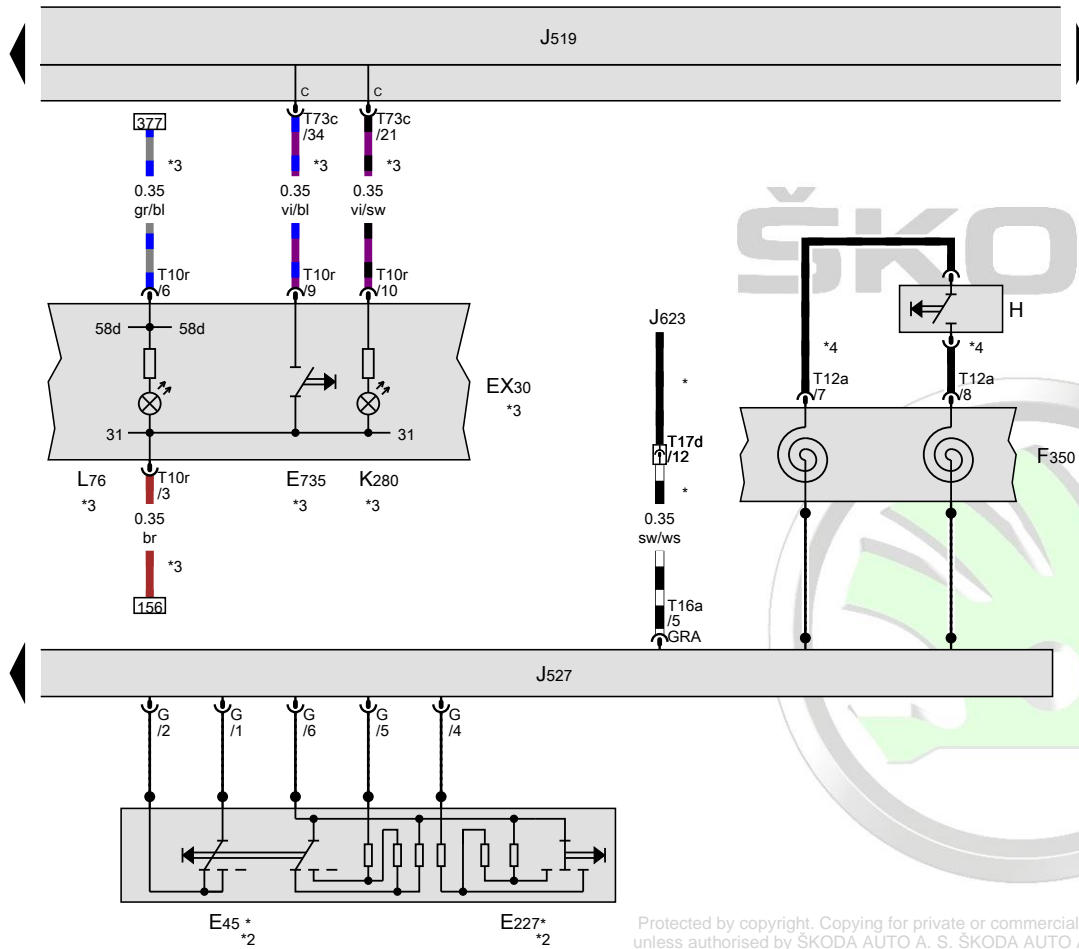 J519
c
c
377
T73c
/34
T73c
/21
*3
*3
*3
0.35
gr/bl
0.35
vi/bl
0.35
vi/sw
ŠKO
T10r
/6
T10r
/9
T10r
/10
58d
58d
J623
H
*
*4
*4
T12a
/7
T12a
/8
EX30
*3
31
31
T17d
/12
F350
L76
*3
T10r
/3
E735
*3
K280
*3
*
0.35
br
0.35
sw/ws
*3
156
T16a
/5
GRA
J527
G
/2
G
/1
G
/6
G
/5
G
/4
E45 *
*2
E227*
*2
Protected by copyright. Copying for private or commercial
unless authorised by ŠKODA AUTO A. S. ŠKODA AUTO